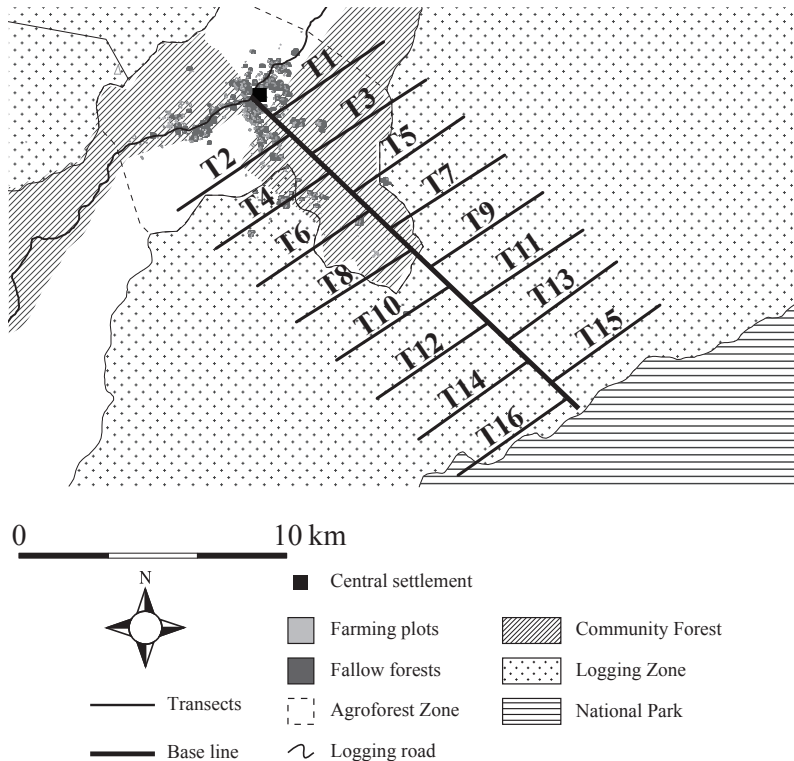 T1
T3
T5
T2
T7
T4
T9
T6
T11
T8
T13
T10
T15
T12
T14
T16
0 10 km
N
Central settlement
Farming plots
Community Forest
Fallow forests
Logging Zone
Transects
Agroforest Zone
National Park
Base line
Logging road